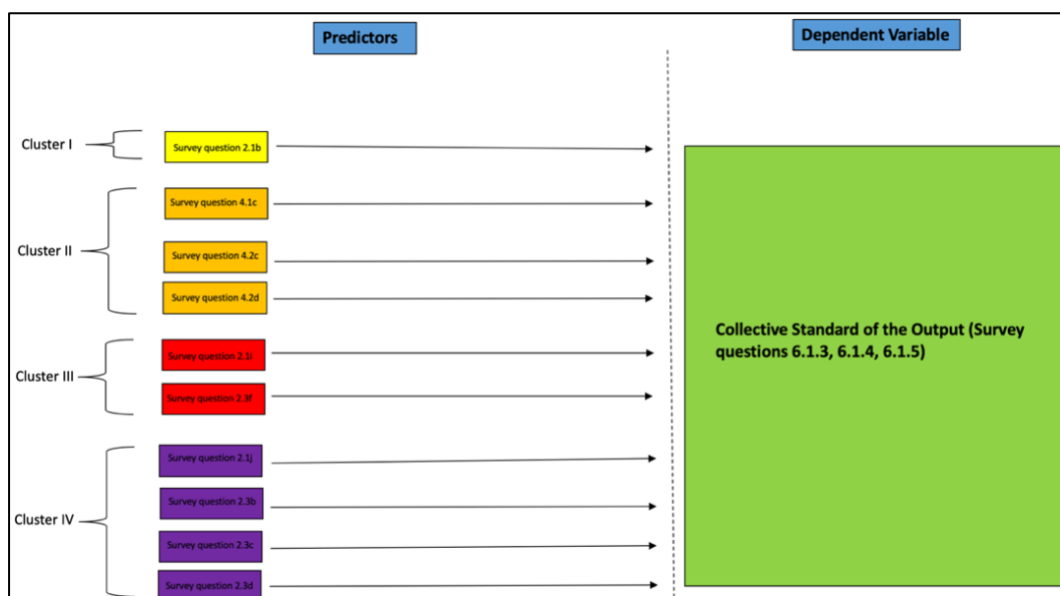 Predictors
Dependent Variable
Cluster I
Survey question 2.1b
Survey question 4.1c
Cluster II
Survey question 4.2c
Survey question 4.2d
Collective Standard of the Output (Survey
questions 6.1.3, 6.1.4, 6.1.5)
Survey question 2.1i
Cluster III
Survey question 2.3f
Survey question 2.1j
Survey question 2.3b
Cluster IV
Survey question 2.3c
Survey question 2.3d